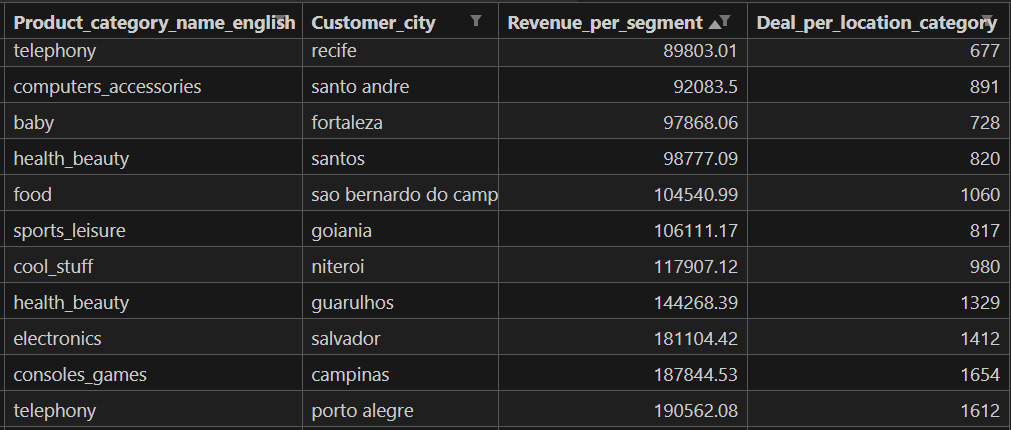 Product_category_name_english Customer_city Revenue_per_segment Deal_per_location_category
telephony recife 89803.01 677
computers_accessories santo andre 92083.5 891
baby fortaleza 97868.06 728
health_beauty santos 98777.09 820
food sao bernardo do camp 104540.99 1060
sports_leisure goiania 106111.17 817
cool_stuff niteroi 117907.12 980
health_beauty guarulhos 144268.39 1329
electronics salvador 181104.42 1412
consoles_games campinas 187844.53 1654
telephony porto alegre 190562.08 1612